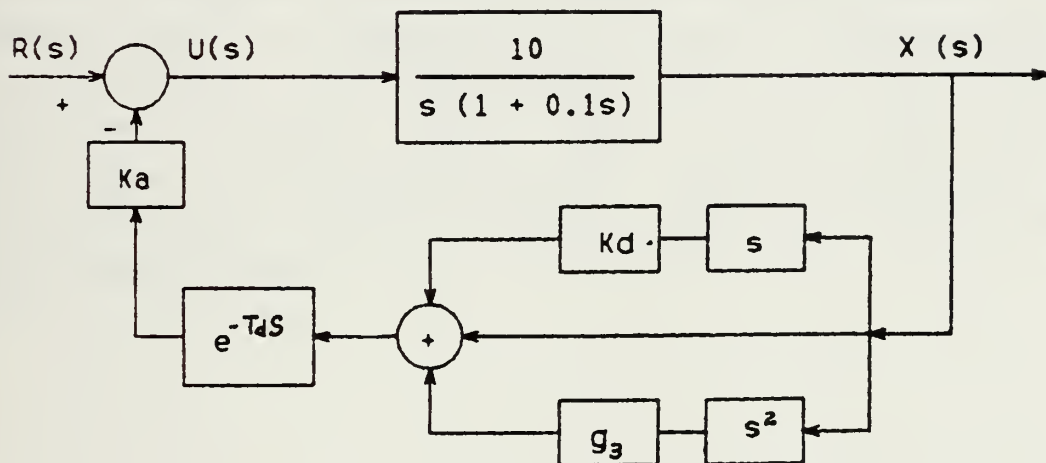 R(s)
U(s)
10
s (1 + 0.1s)
X (s)
+
-
Ka
Kd
s
e^{-TdS}
+
g₃
s²